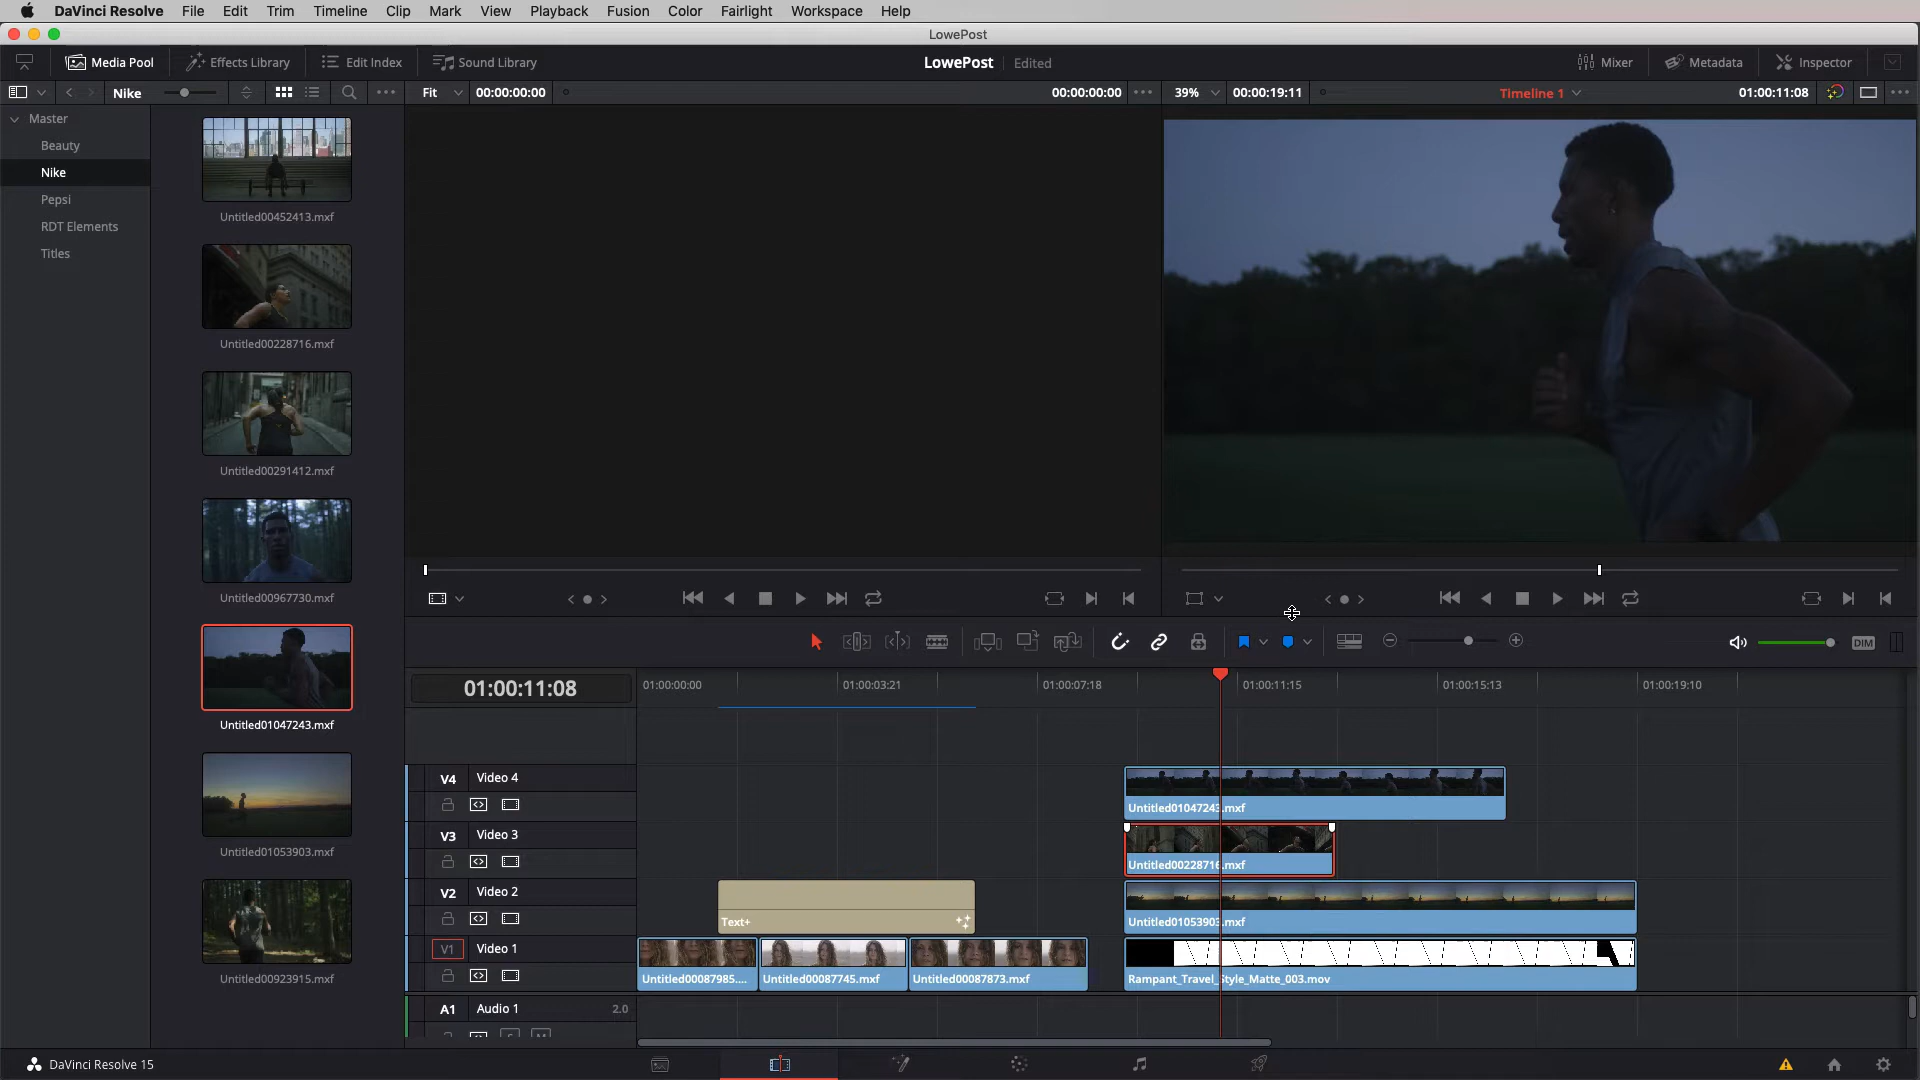 DaVinci Resolve File Edit Trim Timeline Clip Mark View Playback Fusion Color Fairlight Workspace Help
LowePost
Media Pool Effects Library Edit Index Sound Library LowePost Edited Mixer Metadata Inspector
Nike Fit 00:00:00:00 00:00:00:00 39% 00:00:19:11 Timeline 1 01:00:11:08
Master
Beauty
Nike
Pepsi
RDT Elements
Titles
Untitled00452413.mxf
Untitled00228716.mxf
Untitled00291412.mxf
Untitled00967730.mxf
Untitled01047243.mxf
Untitled01053903.mxf
Untitled00923915.mxf
DIM
01:00:11:08 01:00:00:00 01:00:03:21 01:00:07:18 01:00:11:15 01:00:15:13 01:00:19:10
V4 Video 4
Untitled01047243.mxf
V3 Video 3
Untitled00228716.mxf
V2 Video 2
Text+ Untitled01053903.mxf
V1 Video 1
Untitled00087985.... Untitled00087745.mxf Untitled00087873.mxf Rampant_Travel_Style_Matte_003.mov
A1 Audio 1 2.0
S M
DaVinci Resolve 15